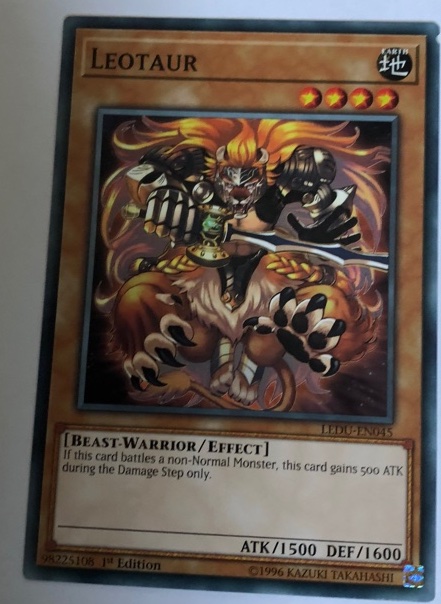 LEOTAUR
EARTH
地
LEDU-EN045
[BEAST-WARRIOR/EFFECT]
If this card battles a non-Normal Monster, this card gains 500 ATK
during the Damage Step only.
ATK/1500 DEF/1600
98225108 1st Edition
©1996 KAZUKI TAKAHASHI